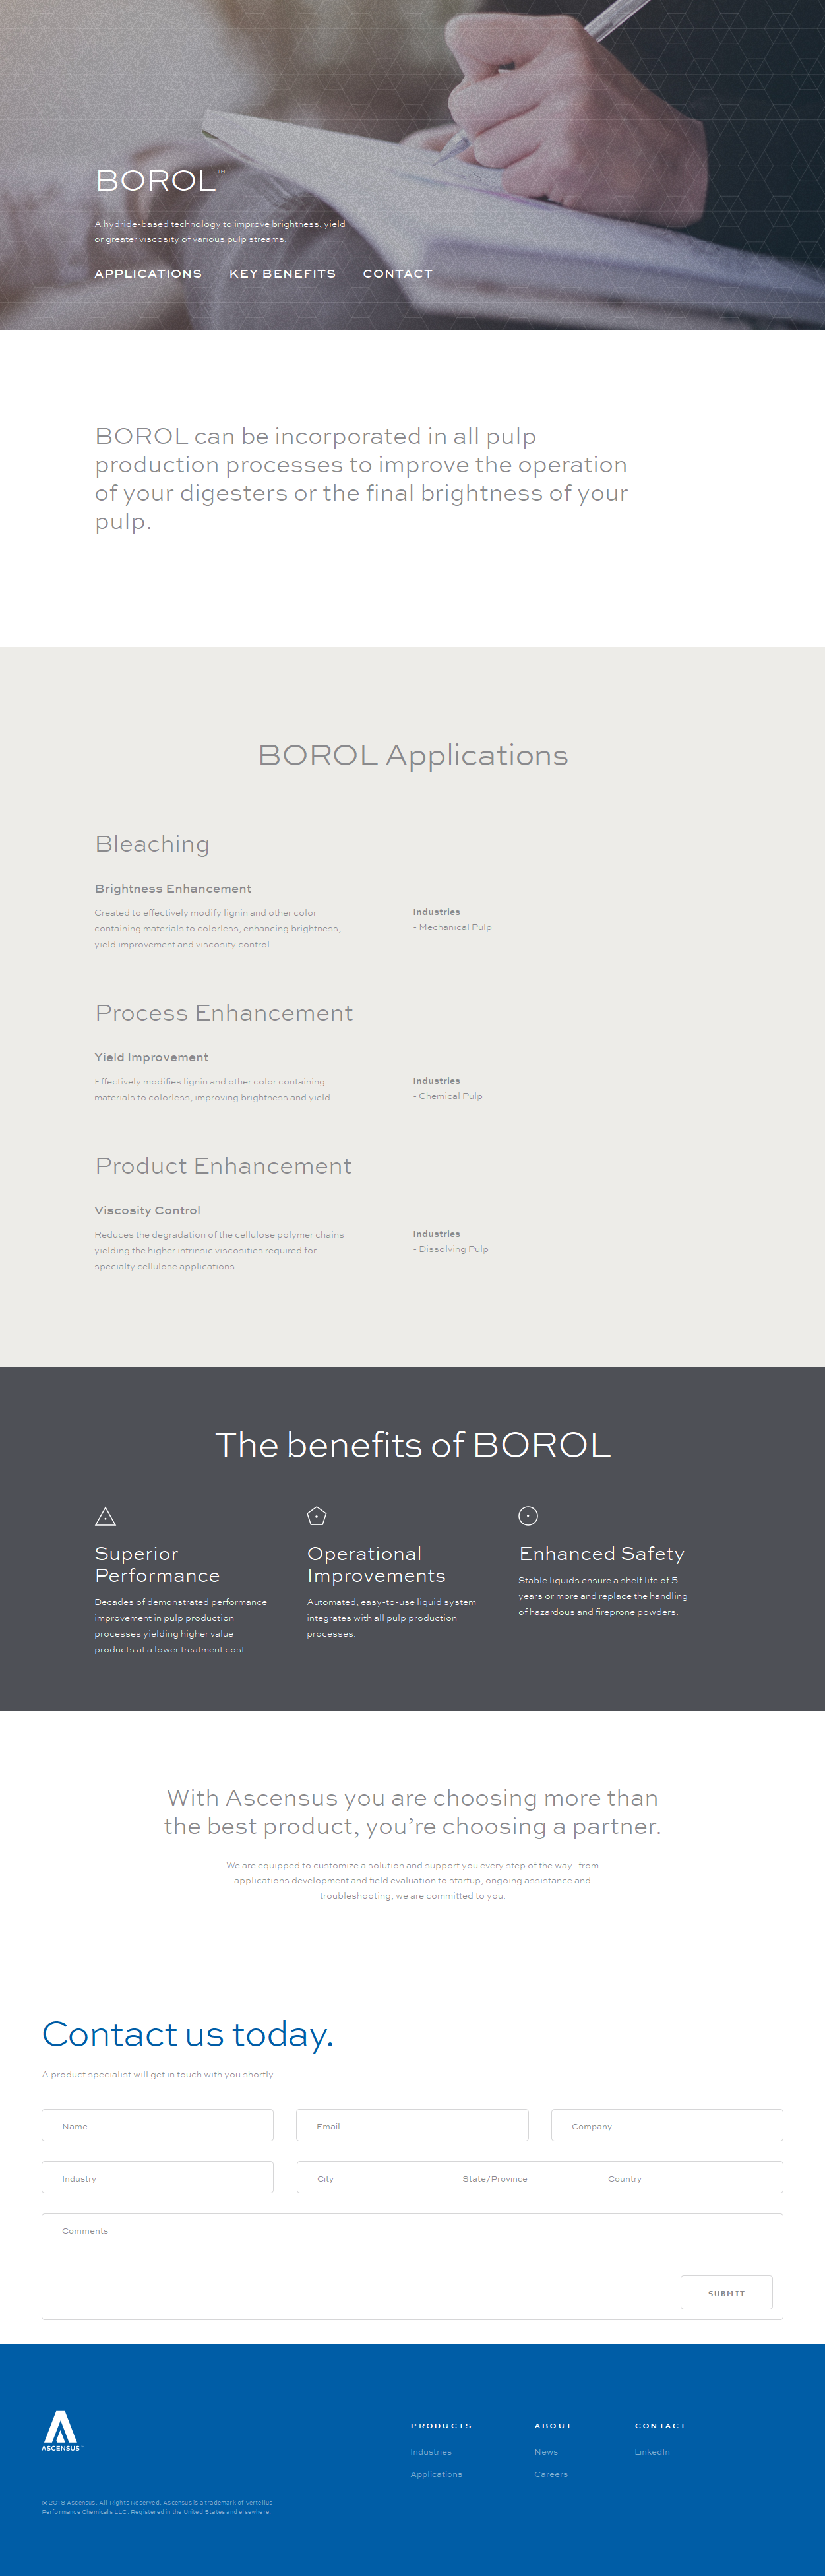 BOROL™
A hydride-based technology to improve brightness, yield
or greater viscosity of various pulp streams.
APPLICATIONS KEY BENEFITS CONTACT
BOROL can be incorporated in all pulp
production processes to improve the operation
of your digesters or the final brightness of your
pulp.
BOROL Applications
Bleaching
Brightness Enhancement
Created to effectively modify lignin and other color
containing materials to colorless, enhancing brightness,
yield improvement and viscosity control.
Industries
- Mechanical Pulp
Process Enhancement
Yield Improvement
Effectively modifies lignin and other color containing
materials to colorless, improving brightness and yield.
Industries
- Chemical Pulp
Product Enhancement
Viscosity Control
Reduces the degradation of the cellulose polymer chains
yielding the higher intrinsic viscosities required for
specialty cellulose applications.
Industries
- Dissolving Pulp
The benefits of BOROL
Superior
Performance
Decades of demonstrated performance
improvement in pulp production
processes yielding higher value
products at a lower treatment cost.
Operational
Improvements
Automated, easy-to-use liquid system
integrates with all pulp production
processes.
Enhanced Safety
Stable liquids ensure a shelf life of 5
years or more and replace the handling
of hazardous and fireprone powders.
With Ascensus you are choosing more than
the best product, you're choosing a partner.
We are equipped to customize a solution and support you every step of the way–from
applications development and field evaluation to startup, ongoing assistance and
troubleshooting, we are committed to you.
Contact us today.
A product specialist will get in touch with you shortly.
Name Email Company
Industry City State/Province Country
Comments
SUBMIT
ASCENSUS™
PRODUCTS
Industries
Applications
ABOUT
News
Careers
CONTACT
LinkedIn
© 2016 Ascensus. All Rights Reserved. Ascensus is a trademark of Vertellus
Performance Chemicals LLC. Registered in the United States and elsewhere.